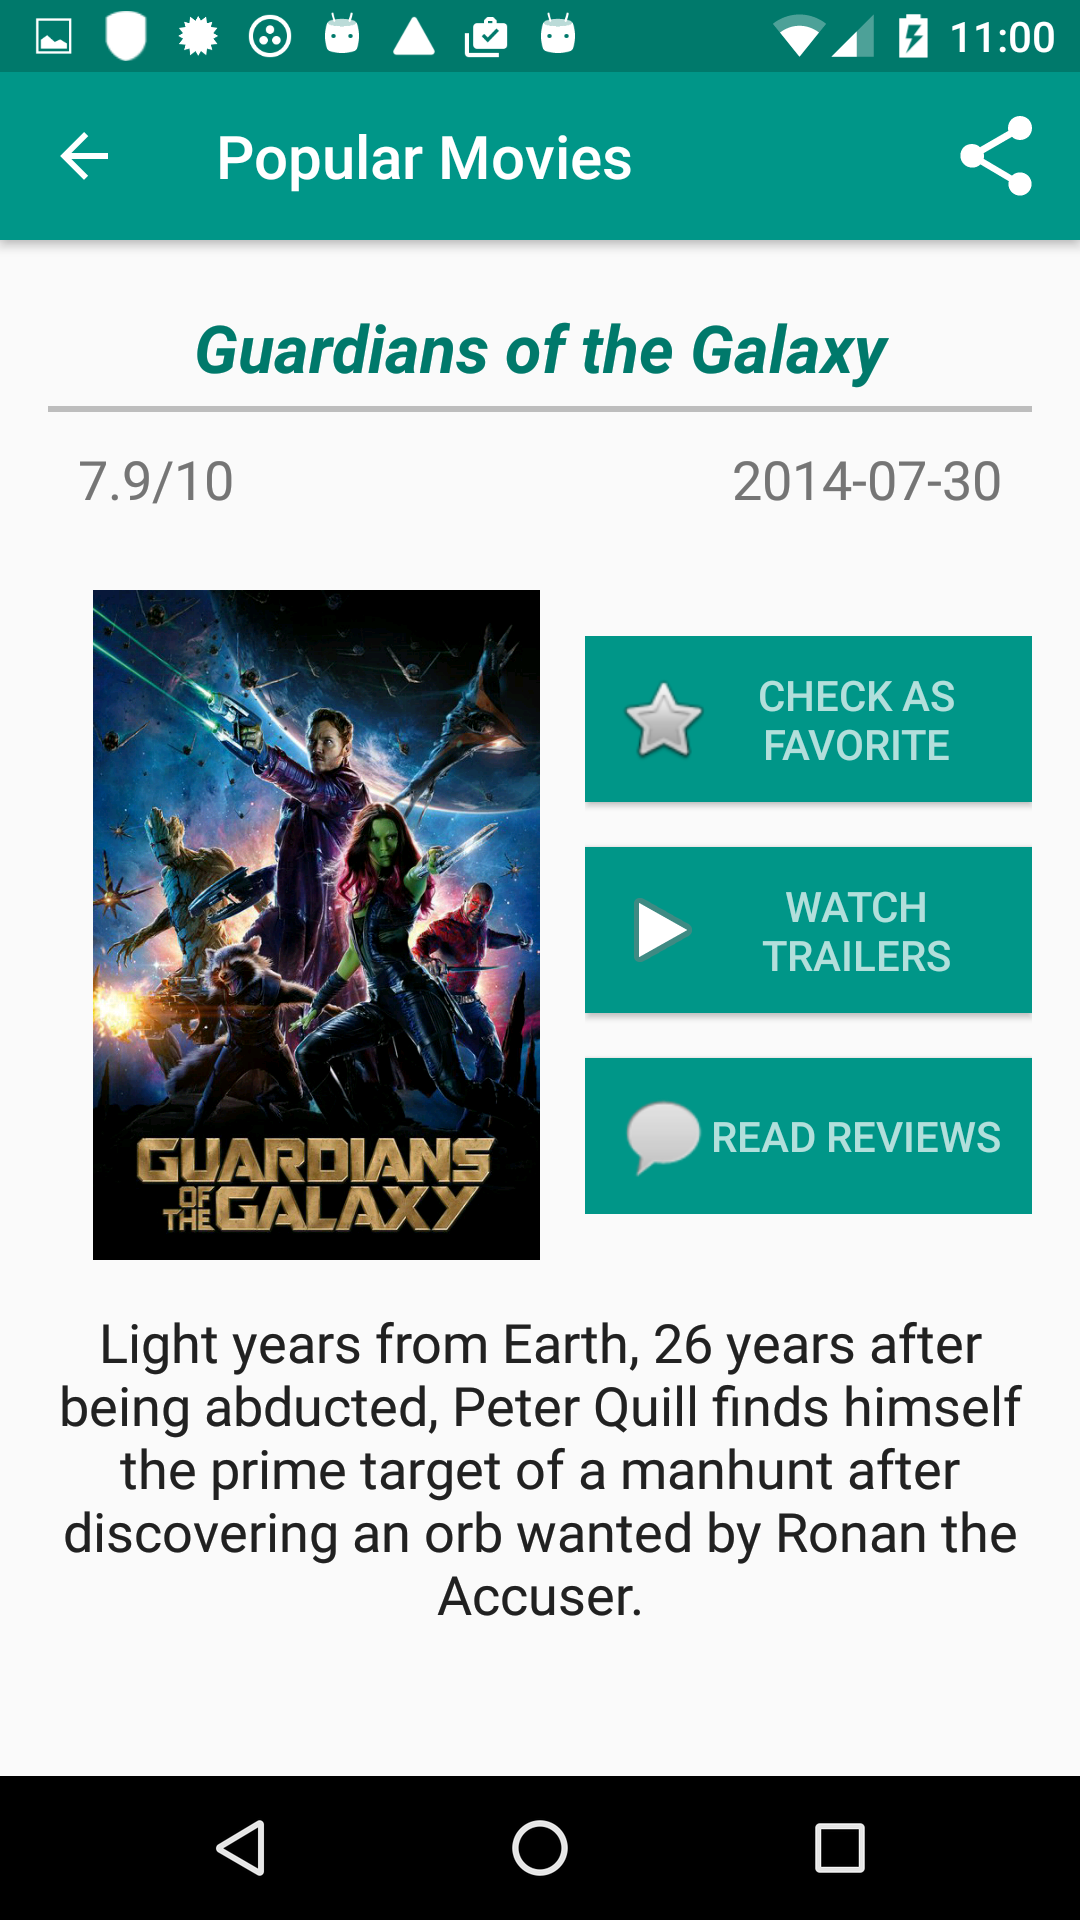 11:00
Popular Movies
Guardians of the Galaxy
7.9/10
2014-07-30
CHECK AS
FAVORITE
WATCH
TRAILERS
READ REVIEWS
GUARDIANS
OF
THE
GALAXY
Light years from Earth, 26 years after
being abducted, Peter Quill finds himself
the prime target of a manhunt after
discovering an orb wanted by Ronan the
Accuser.